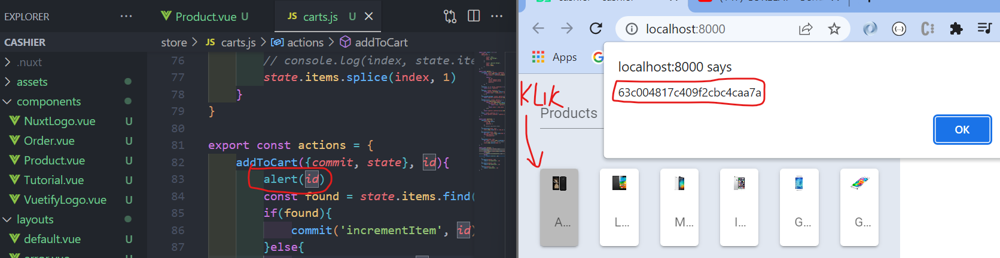 EXPLORER ...
CASHIER
.nuxt
assets
components
NuxtLogo.vue U
Order.vue U
Product.vue U
Tutorial.vue U
VuetifyLogo.vue U
layouts
default.vue U
error.vue U
Product.vue U
JS carts.js U
store > JS carts.js > actions > addToCart
76 // console.log(index, state.ite
77 state.items.splice(index, 1)
78 }
79 }
80
81 export const actions = {
82 addToCart({commit, state}, id){
83 alert(id)
84 const found = state.items.find(
85 if(found){
86 commit('incrementItem', id)
87 }else{
localhost:8000
Apps
localhost:8000 says
63c004817c409f2cbc4caa7a
OK
KLIK
Products
A...
L...
M...
I...
G...
G...